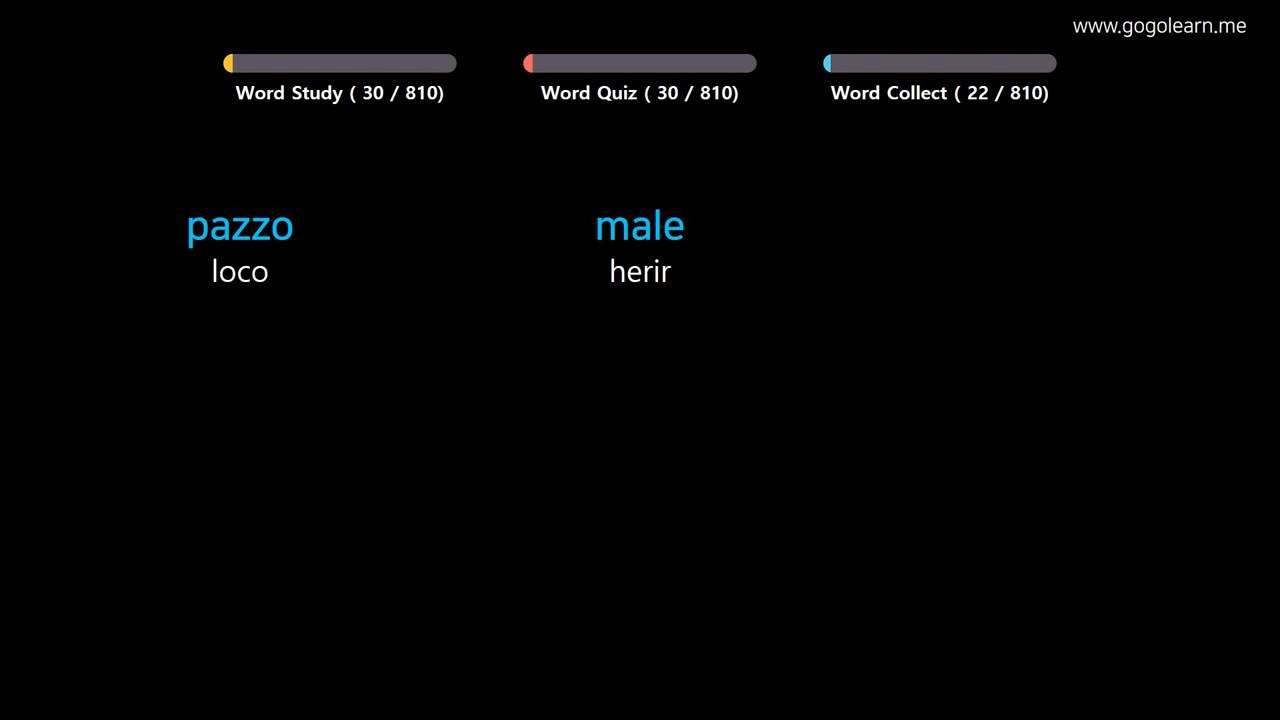 www.gogolearn.me
Word Study ( 30 / 810)
Word Quiz ( 30 / 810)
Word Collect ( 22 / 810)
pazzo
loco
male
herir